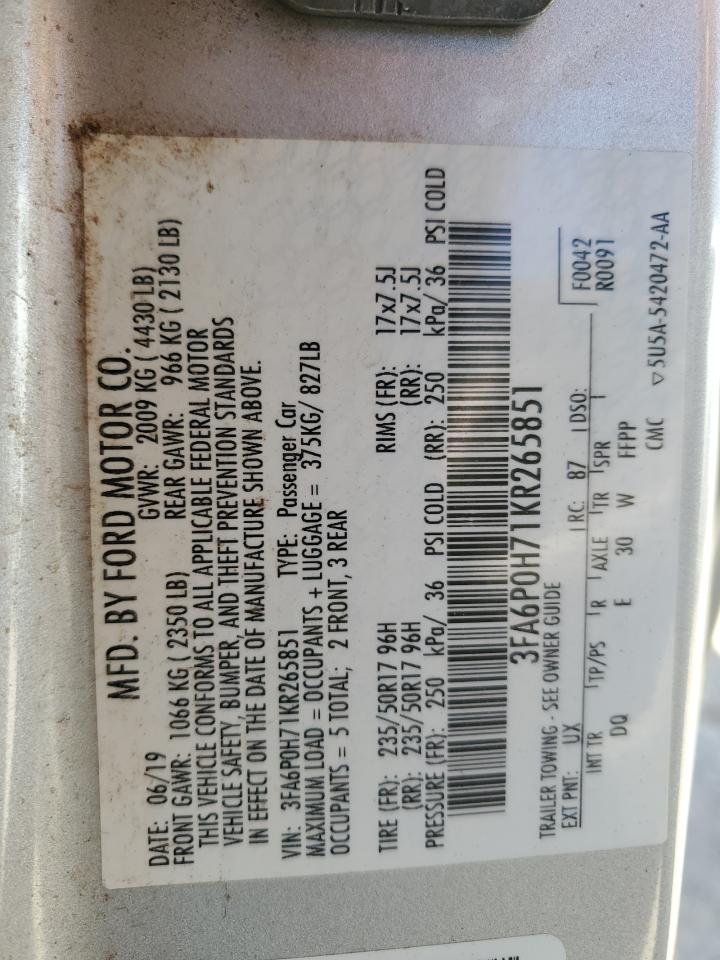 MFD. BY FORD MOTOR CO.
DATE: 06/19 GVWR: 2009 KG ( 4430 LB)
FRONT GAWR: 1066 KG ( 2350 LB) REAR GAWR: 966 KG ( 2130 LB)
THIS VEHICLE CONFORMS TO ALL APPLICABLE FEDERAL MOTOR
VEHICLE SAFETY, BUMPER, AND THEFT PREVENTION STANDARDS
IN EFFECT ON THE DATE OF MANUFACTURE SHOWN ABOVE.
VIN: 3FA6P0H71KR265851 TYPE: Passenger Car
MAXIMUM LOAD = OCCUPANTS + LUGGAGE = 375KG/ 827LB
OCCUPANTS = 5 TOTAL; 2 FRONT, 3 REAR
TIRE (FR): 235/50R17 96H RIMS (FR): 17x7.5J
(RR): 235/50R17 96H (RR): 17x7.5J
PRESSURE (FR): 250 kPa/ 36 PSI COLD (RR): 250 kPa/ 36 PSI COLD
3FA6P0H71KR265851
TRAILER TOWING - SEE OWNER GUIDE F0042
EXT PNT: UX RC: 87 DSO: R0091
INT TR TP/PS R AXLE TR SPR
DQ E 30 W FFPP
CMC ▽5U5A-5420472-AA